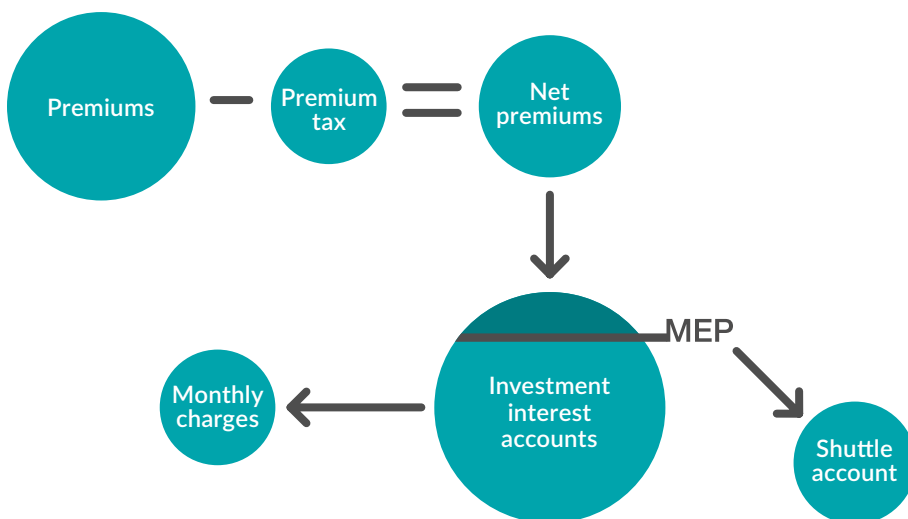 Premiums
Premium
tax
Net
premiums
MEP
Monthly
charges
Investment
interest
accounts
Shuttle
account